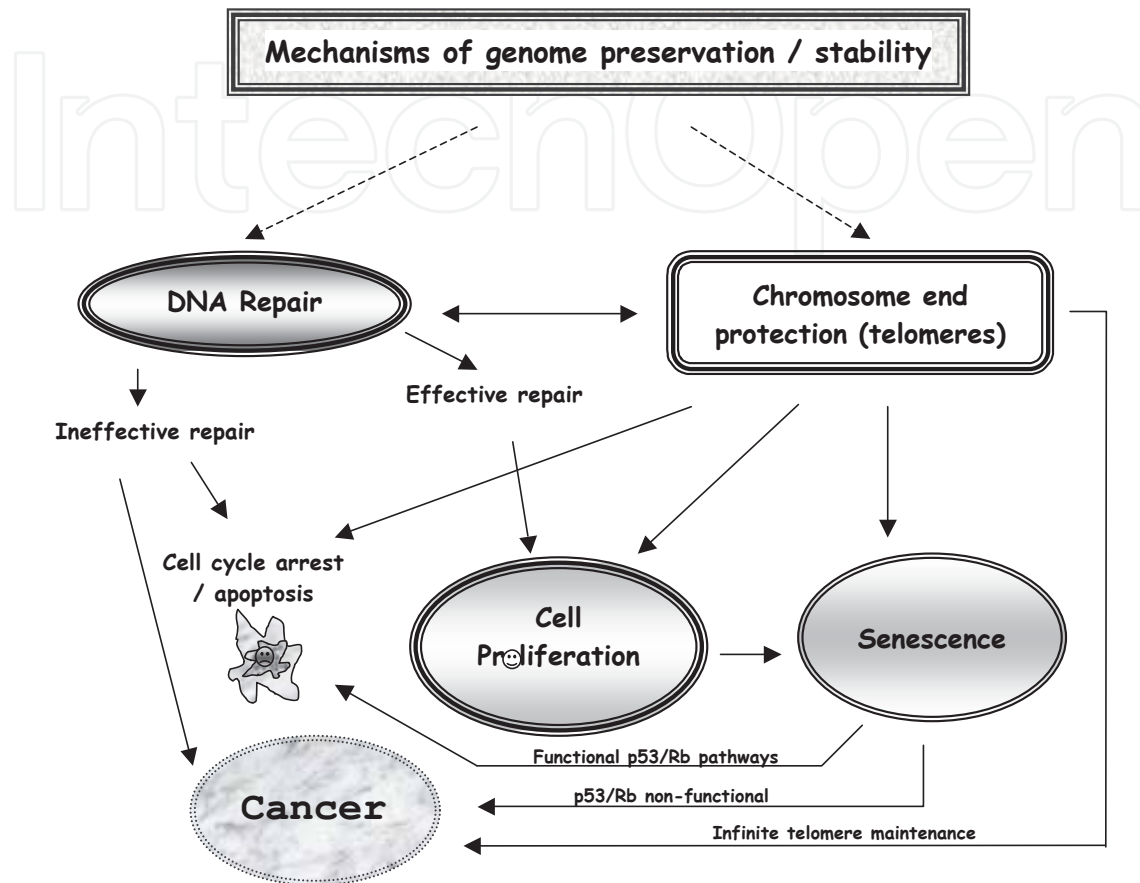 Mechanisms of genome preservation / stability
IntechOpen
DNA Repair
Chromosome end
protection (telomeres)
Effective repair
Ineffective repair
Cell cycle arrest
/ apoptosis
Cell
Proliferation
Senescence
Functional p53/Rb pathways
p53/Rb non-functional
Cancer
Infinite telomere maintenance